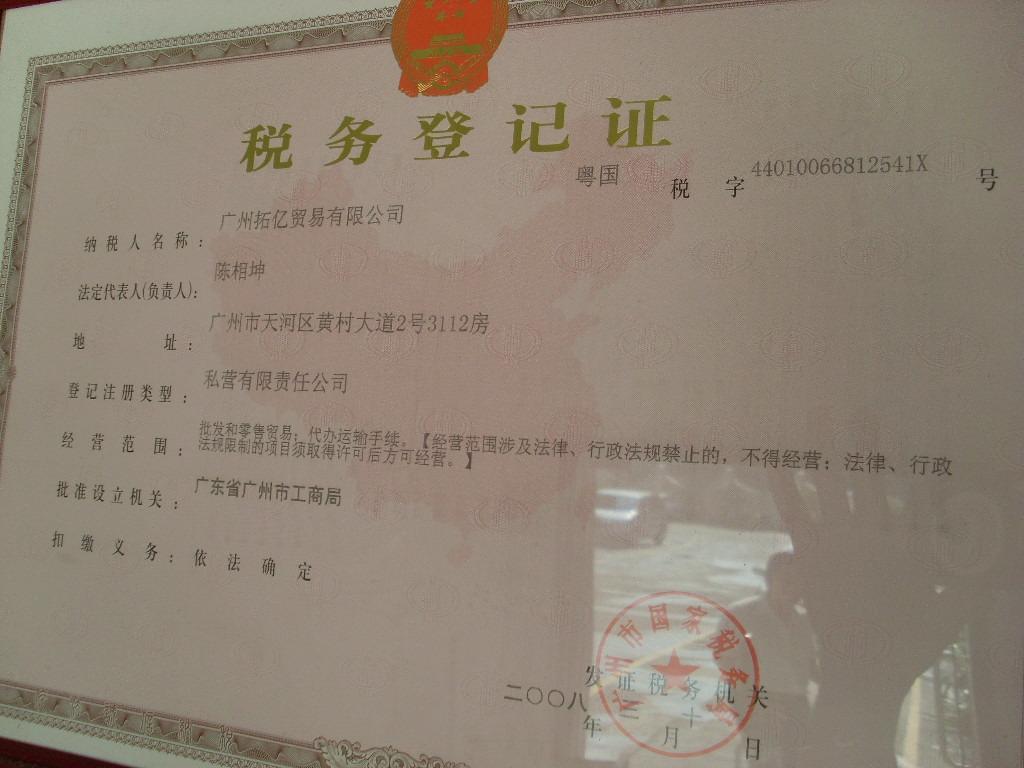 税务登记证
粤国 税 字 44010066812541X 号
纳税人名称: 广州拓亿贸易有限公司
法定代表人(负责人): 陈相坤
地 址: 广州市天河区黄村大道2号3112房
登记注册类型: 私营有限责任公司
经营范围: 批发和零售贸易;代办运输手续。【经营范围涉及法律、行政法规禁止的,不得经营;法律、行政
法规限制的项目须取得许可后方可经营。】
批准设立机关: 广东省广州市工商局
扣缴义务: 依法确定
州市国家税务
发证税务机关
二〇〇八 年 月 十 日